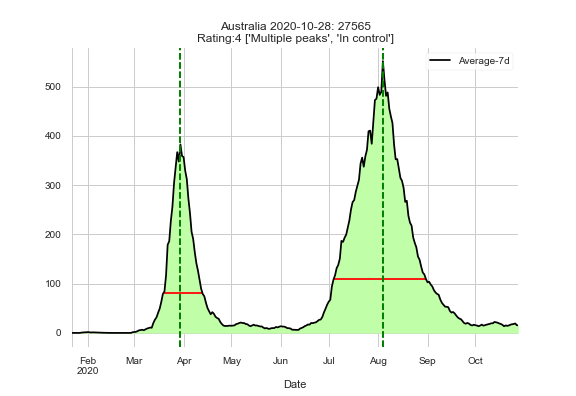 Australia 2020-10-28: 27565
Rating:4 ['Multiple peaks', 'In control']
Average-7d
500
400
300
200
100
0
Feb Mar Apr May Jun Jul Aug Sep Oct
2020
Date